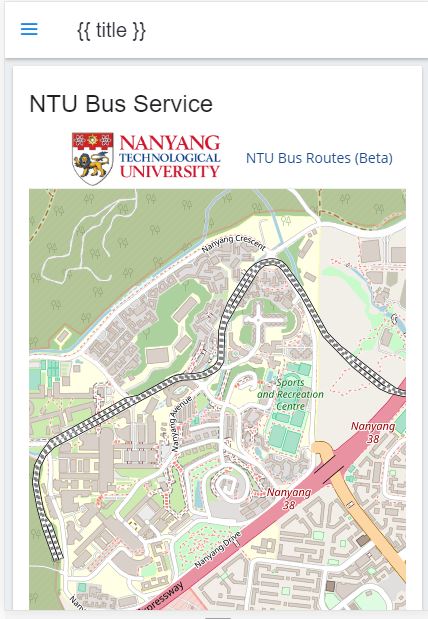 {{ title }}
NTU Bus Service
NANYANG
TECHNOLOGICAL
UNIVERSITY
NTU Bus Routes (Beta)
Nanyang Crescent
Sports
and Recreation
Centre
Nanyang Avenue
Nanyang
38
Nanyang
38
Nanyang Drive
xpressway